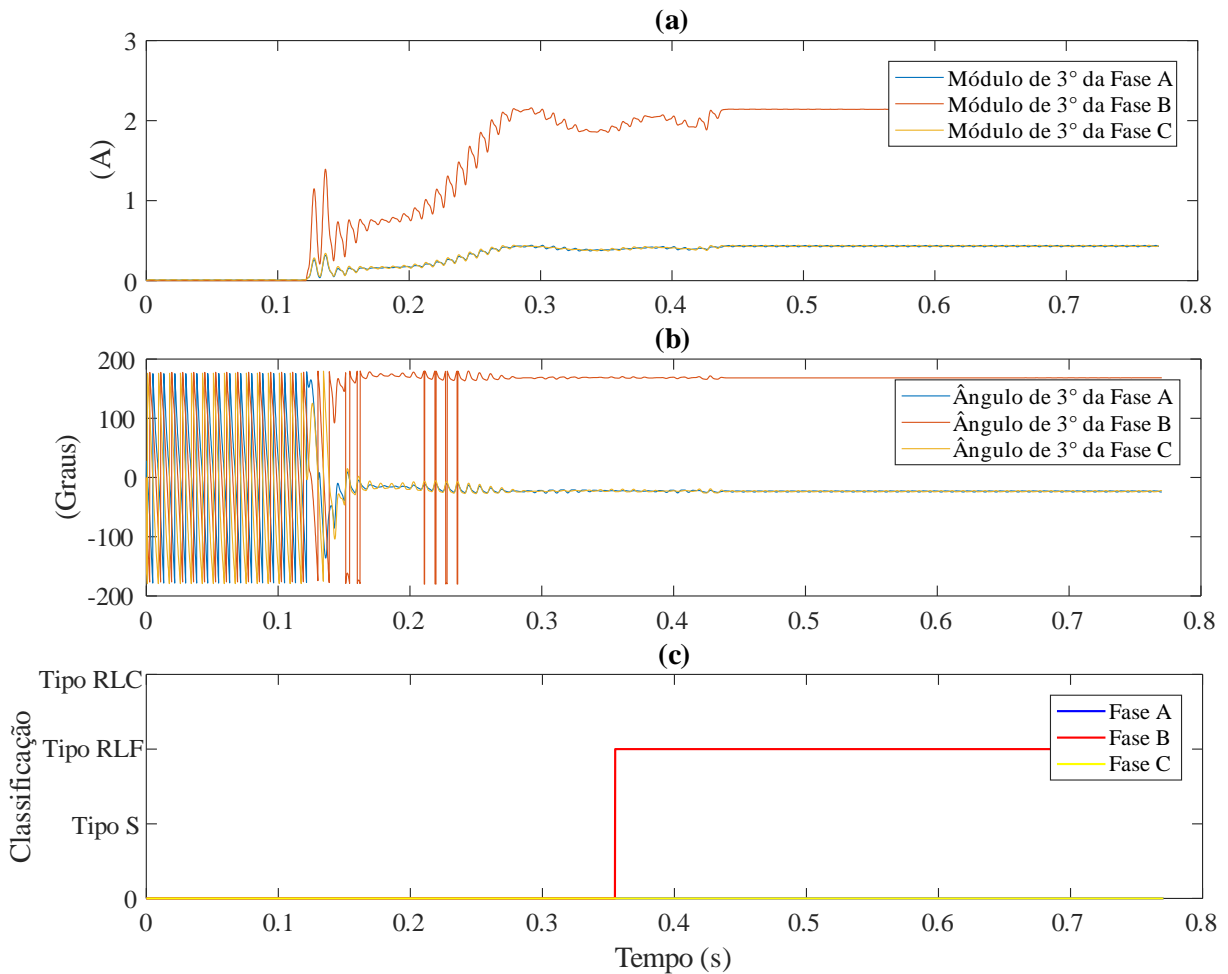 (a)
3
2
1
0
(A)
Módulo de 3° da Fase A
Módulo de 3° da Fase B
Módulo de 3° da Fase C
0 0.1 0.2 0.3 0.4 0.5 0.6 0.7 0.8
(b)
200
100
0
-100
-200
(Graus)
Ângulo de 3° da Fase A
Ângulo de 3° da Fase B
Ângulo de 3° da Fase C
0 0.1 0.2 0.3 0.4 0.5 0.6 0.7 0.8
(c)
Tipo RLC
Tipo RLF
Tipo S
0
Classificação
Fase A
Fase B
Fase C
0 0.1 0.2 0.3 0.4 0.5 0.6 0.7 0.8
Tempo (s)